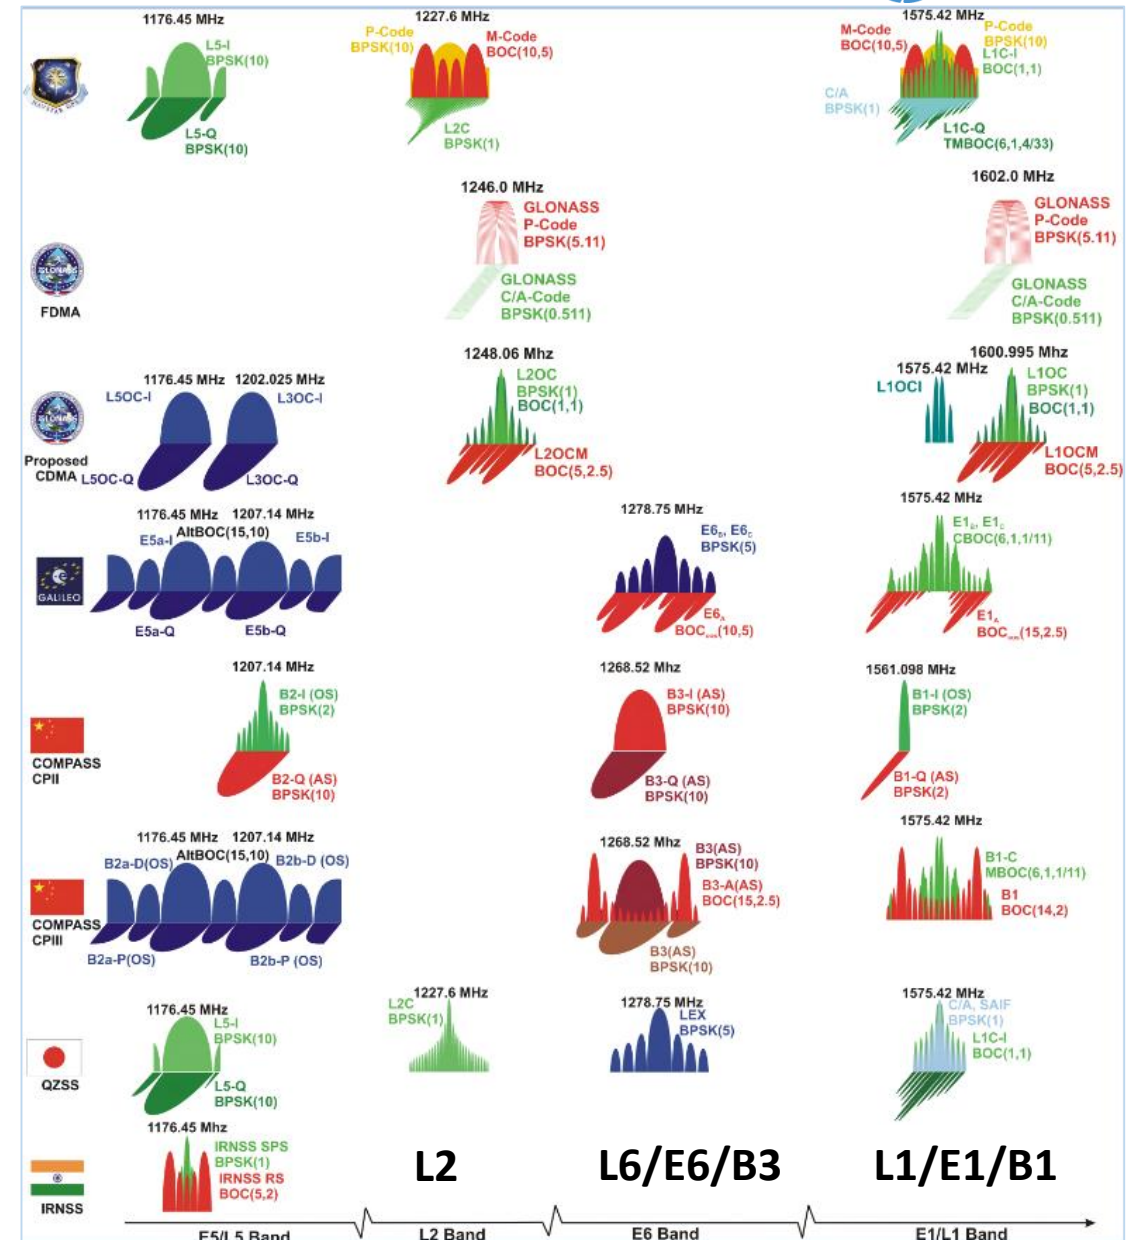 1176.45 MHz
L5-I
BPSK(10)
L5-Q
BPSK(10)
1227.6 MHz
P-Code
BPSK(10)
M-Code
BOC(10,5)
L2C
BPSK(1)
1575.42 MHz
M-Code
BOC(10,5)
P-Code
BPSK(10)
L1C-I
BOC(1,1)
C/A
BPSK(1)
L1C-Q
TMBOC(6,1,4/33)
FDMA
1246.0 MHz
GLONASS
P-Code
BPSK(5.11)
GLONASS
C/A-Code
BPSK(0.511)
1602.0 MHz
GLONASS
P-Code
BPSK(5.11)
GLONASS
C/A-Code
BPSK(0.511)
Proposed
CDMA
1176.45 MHz 1202.025 MHz
L5OC-I
L3OC-I
L5OC-Q
L3OC-Q
1248.06 Mhz
L2OC
BPSK(1)
BOC(1,1)
L2OCM
BOC(5,2.5)
1600.995 Mhz
1575.42 MHz
L1OCI
L1OC
BPSK(1)
BOC(1,1)
L1OCM
BOC(5,2.5)
GALILEO
1176.45 MHz 1207.14 MHz
AltBOC(15,10)
E5a-I
E5b-I
E5a-Q
E5b-Q
1278.75 MHz
E6B, E6C
BPSK(5)
E6A
BOC(10,5)
1575.42 MHz
E1B, E1C
CBOC(6,1,1/11)
E1A
BOC(15,2.5)
COMPASS
CPII
1207.14 MHz
B2-I (OS)
BPSK(2)
B2-Q (AS)
BPSK(10)
1268.52 Mhz
B3-I (AS)
BPSK(10)
B3-Q (AS)
BPSK(10)
1561.098 MHz
B1-I (OS)
BPSK(2)
B1-Q (AS)
BPSK(2)
COMPASS
CPIII
1176.45 MHz 1207.14 MHz
AltBOC(15,10)
B2a-D(OS)
B2b-D (OS)
B2a-P(OS)
B2b-P (OS)
1268.52 Mhz
B3(AS)
BPSK(10)
B3-A(AS)
BOC(15,2.5)
B3(AS)
BPSK(10)
1575.42 MHz
B1-C
MBOC(6,1,1/11)
B1
BOC(14,2)
QZSS
1176.45 MHz
L5-I
BPSK(10)
L5-Q
BPSK(10)
1227.6 MHz
L2C
BPSK(1)
1278.75 MHz
LEX
BPSK(5)
1575.42 MHz
C/A, SAIF
BPSK(1)
L1C-I
BOC(1,1)
IRNSS
1176.45 Mhz
IRNSS SPS
BPSK(1)
IRNSS RS
BOC(5,2)
L2
L6/E6/B3
L1/E1/B1
E5/L5 Band
L2 Band
E6 Band
E1/L1 Band